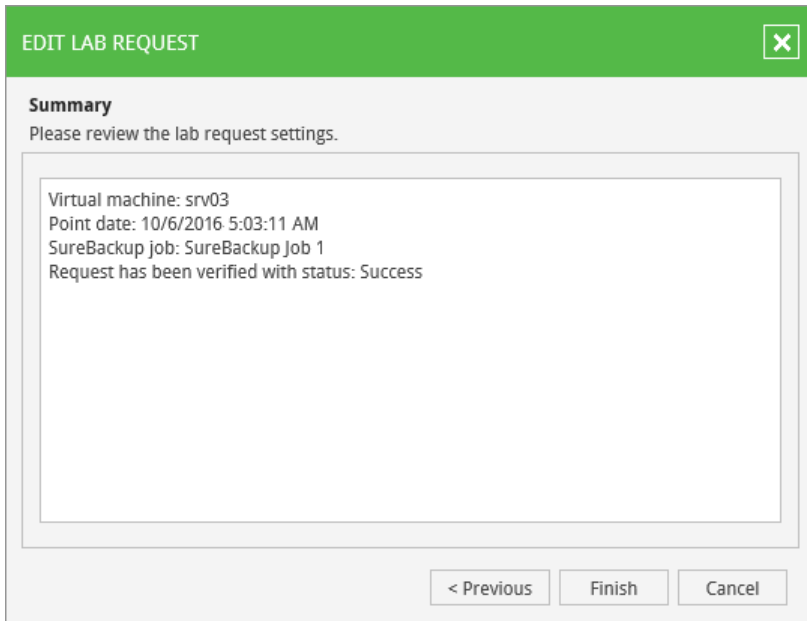 EDIT LAB REQUEST
Summary
Please review the lab request settings.
Virtual machine: srv03
Point date: 10/6/2016 5:03:11 AM
SureBackup job: SureBackup Job 1
Request has been verified with status: Success
< Previous
Finish
Cancel